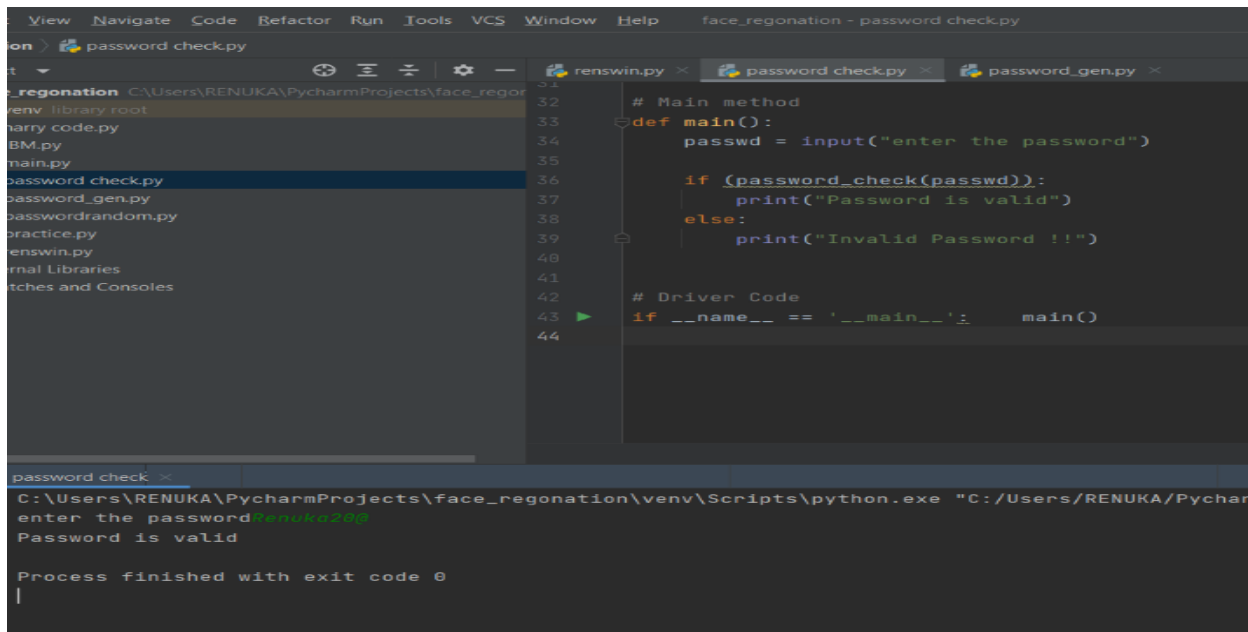 View Navigate Code Refactor Run Tools VCS Window Help face_regonation - password check.py
ion password check.py
renswin.py password check.py password_gen.py
_regonation C:\Users\RENUKA\PycharmProjects\face_regor
venv library root
harry code.py
BM.py
main.py
password check.py
password_gen.py
passwordrandom.py
practice.py
renswin.py
ernal Libraries
atches and Consoles
31
32 # Main method
33 def main():
34 passwd = input("enter the password")
35
36 if (password_check(passwd)):
37 print("Password is valid")
38 else:
39 print("Invalid Password !!")
40
41
42 # Driver Code
43 if __name__ == '__main__': main()
44
password check
C:\Users\RENUKA\PycharmProjects\face_regonation\venv\Scripts\python.exe "C:/Users/RENUKA/Pychar
enter the passwordRenuka20@
Password is valid
Process finished with exit code 0